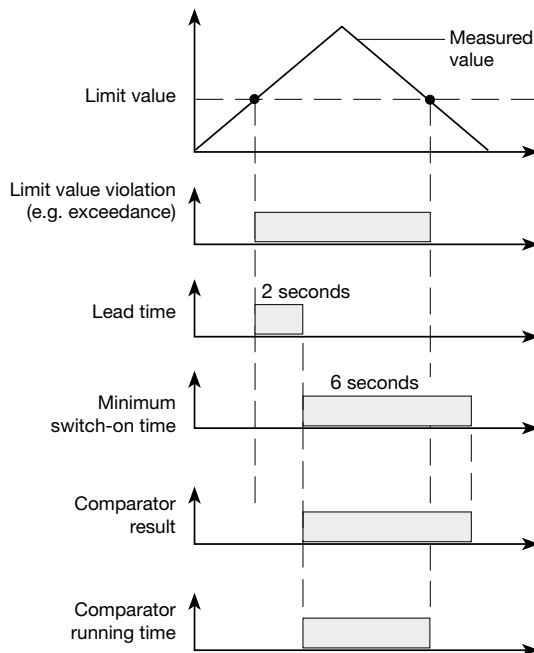 Measured
value
Limit value
Limit value violation
(e.g. exceedance)
2 seconds
Lead time
6 seconds
Minimum
switch-on time
Comparator
result
Comparator
running time